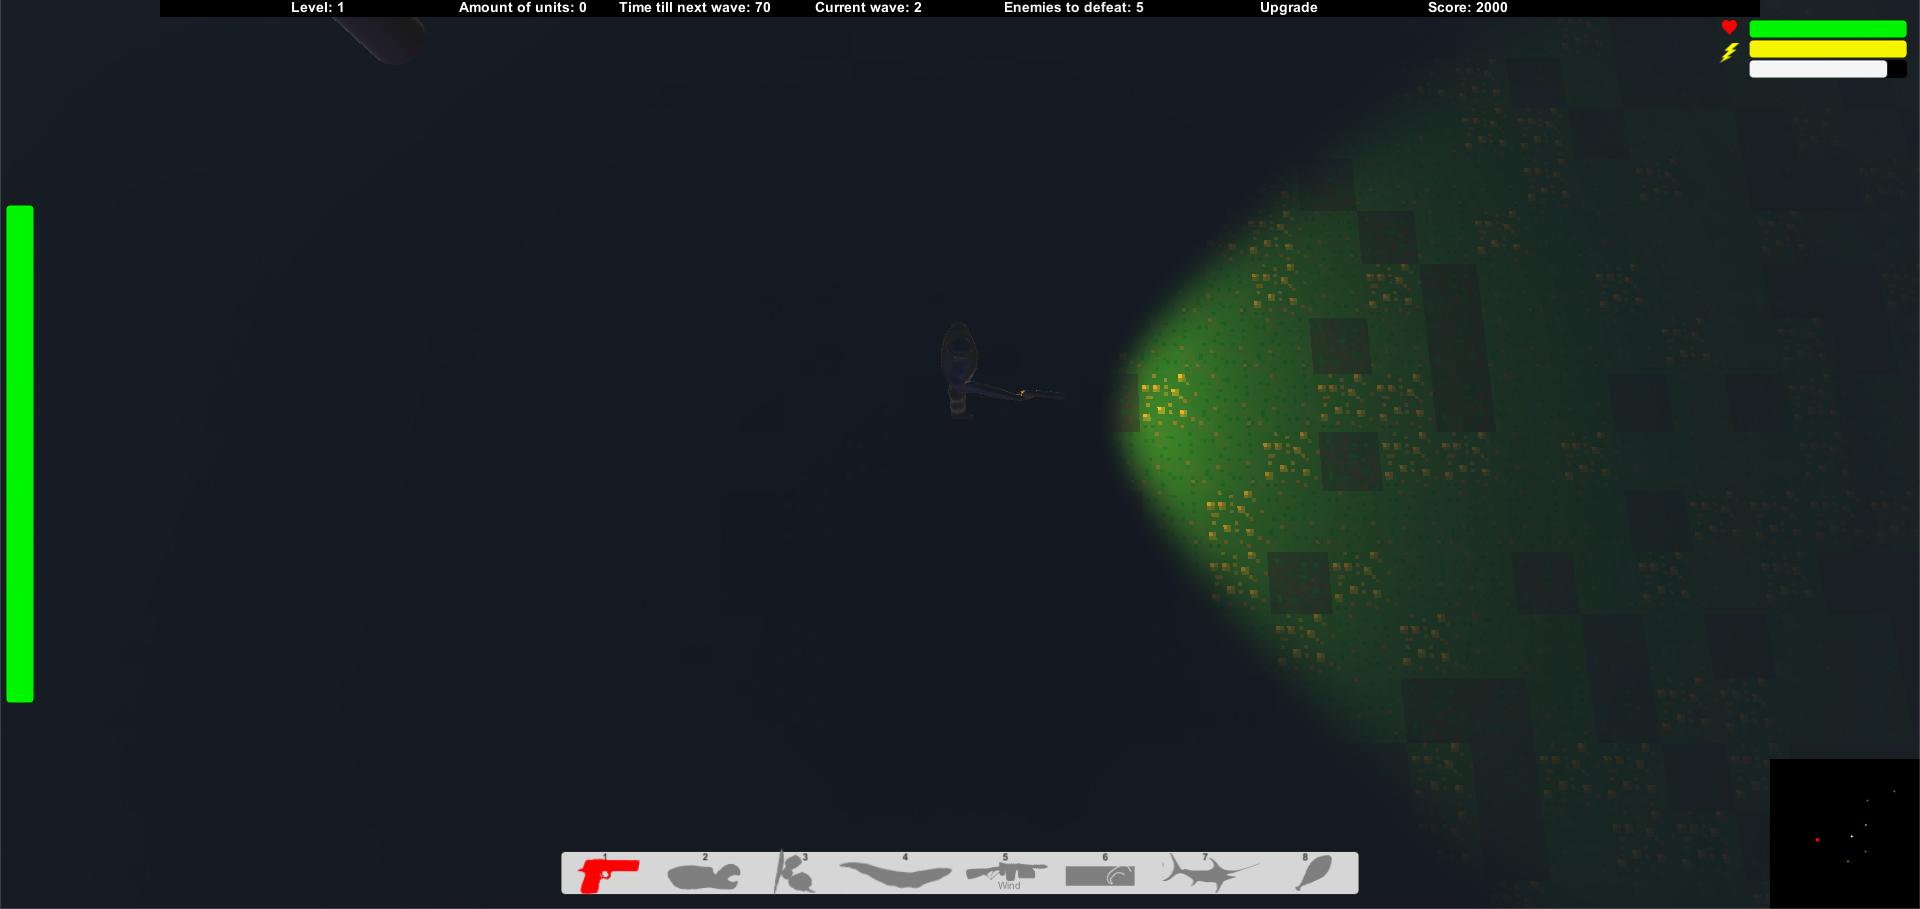 Level: 1 Amount of units: 0 Time till next wave: 70 Current wave: 2 Enemies to defeat: 5 Upgrade Score: 2000
1 2 3 4 5 6 7 8
Wind